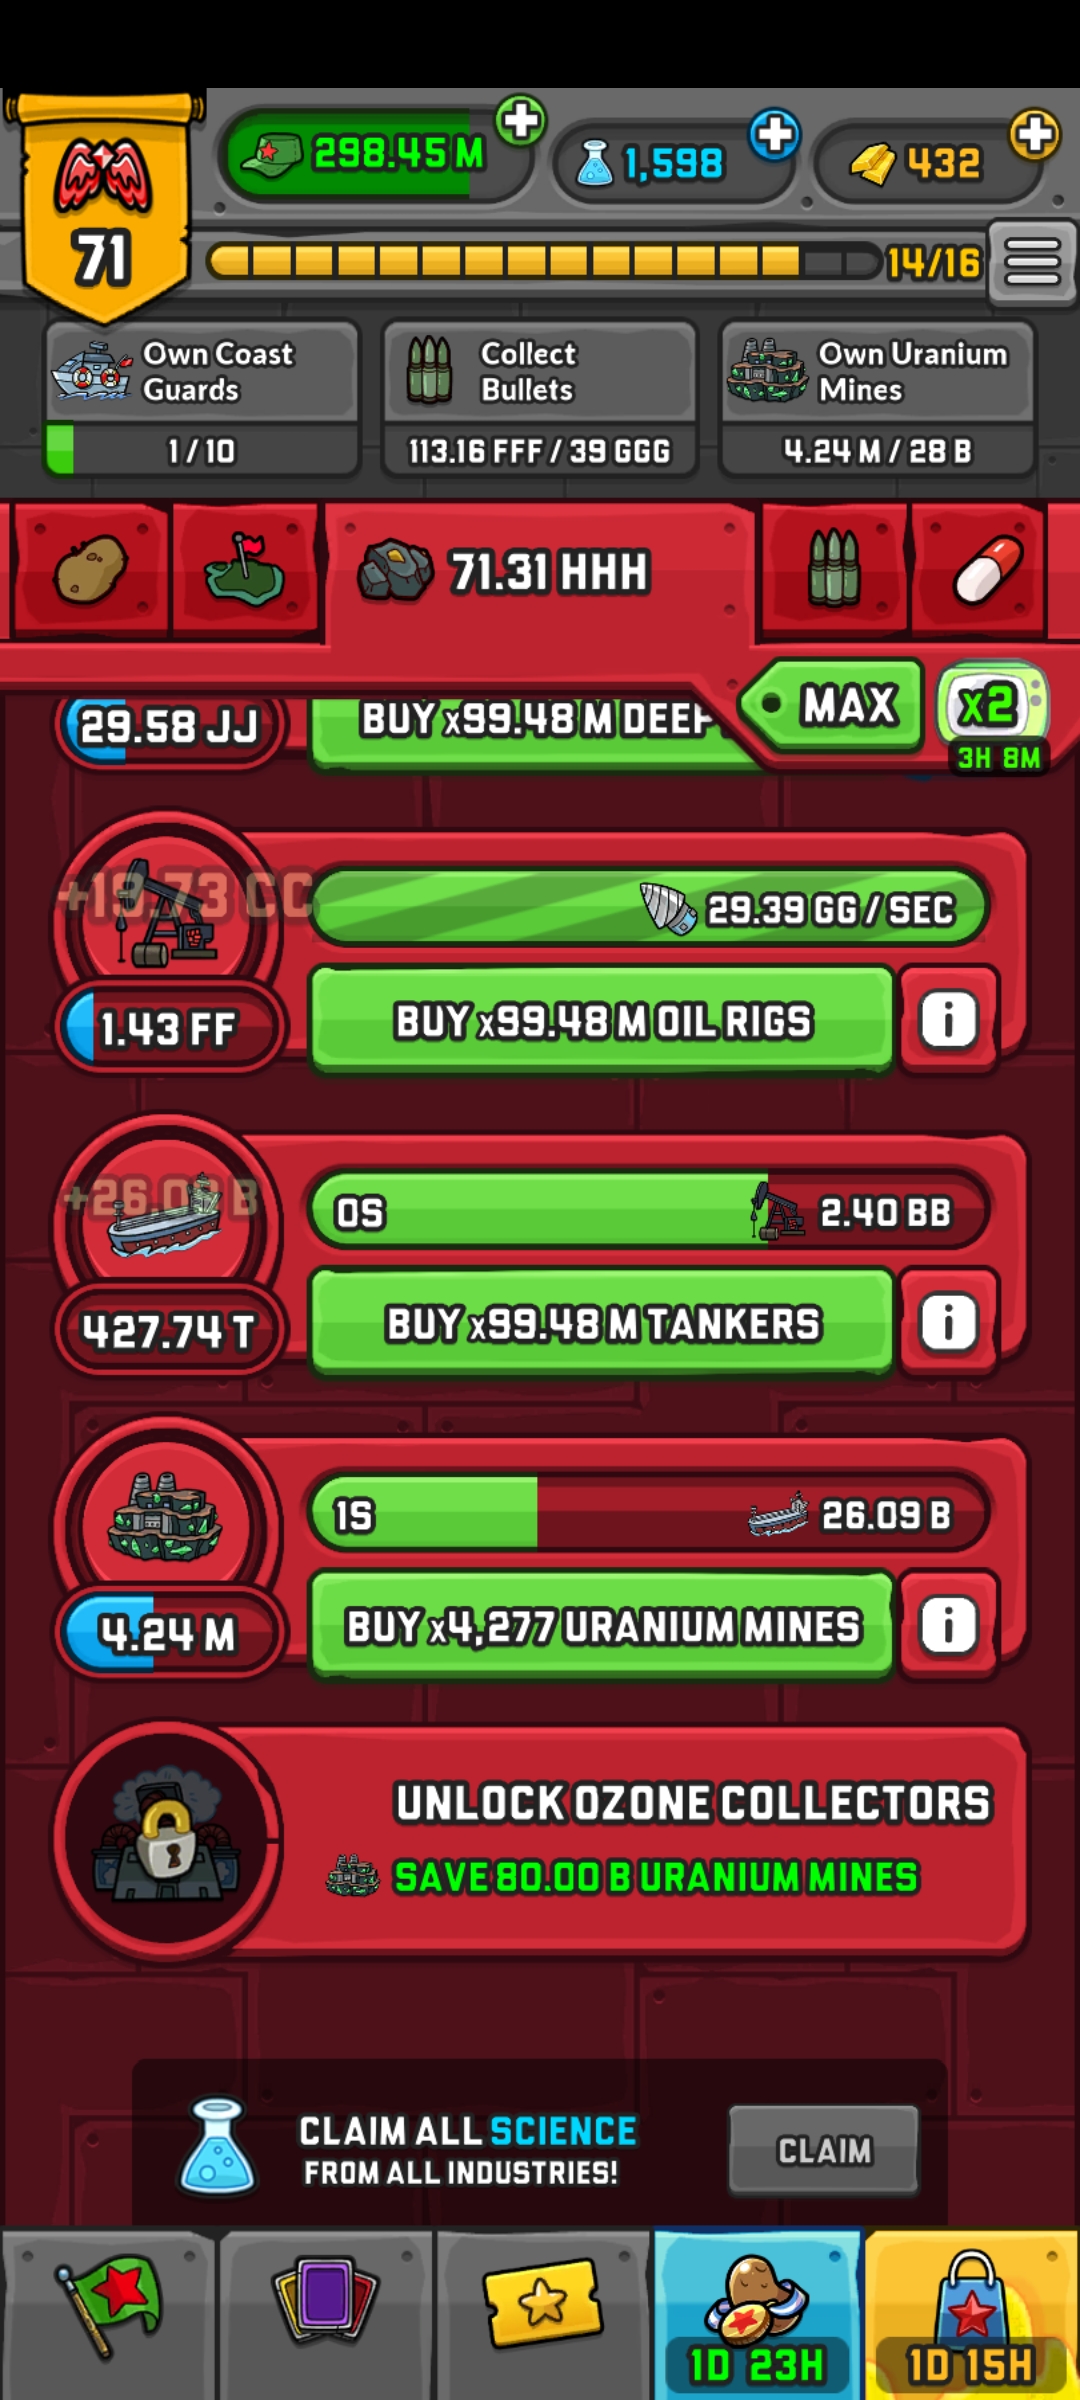 298.45 M
1,598
432
71
14/16
Own Coast
Guards
1 / 10
Collect
Bullets
113.16 FFF / 39 GGG
Own Uranium
Mines
4.24 M / 28 B
71.31 HHH
MAX
x2
3H 8M
29.58 JJ
BUY x99.48 M DEEP
+19.73 CC
29.39 GG / SEC
1.43 FF
BUY x99.48 M OIL RIGS
i
+26.09 B
0S
2.40 BB
427.74 T
BUY x99.48 M TANKERS
i
1S
26.09 B
4.24 M
BUY x4,277 URANIUM MINES
i
UNLOCK OZONE COLLECTORS
SAVE 80.00 B URANIUM MINES
CLAIM ALL SCIENCE
FROM ALL INDUSTRIES!
CLAIM
1D 23H
1D 15H